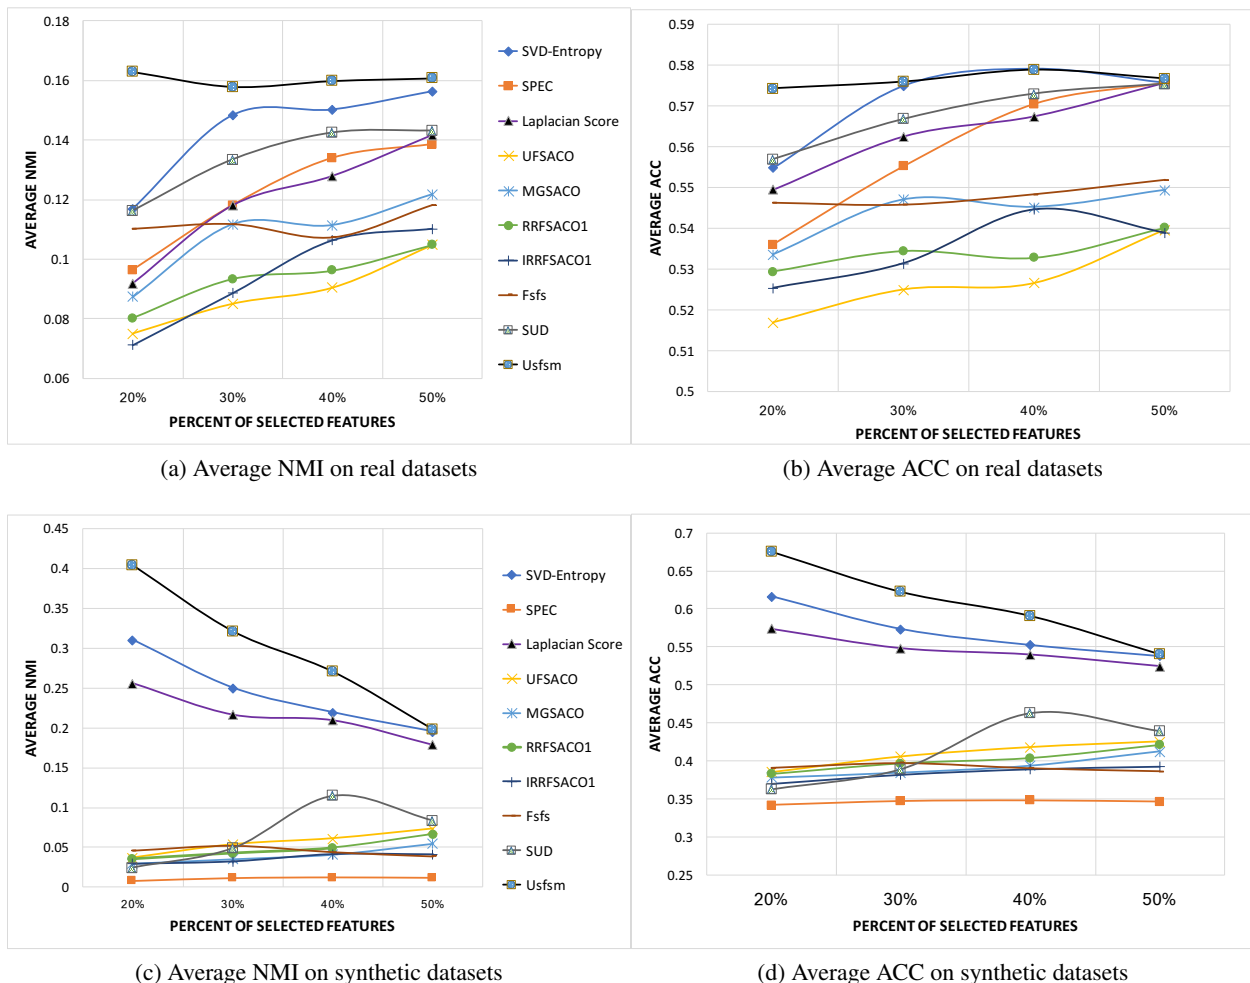 0.18
0.16
0.14
0.12
0.1
0.08
0.06
AVERAGE NMI
20% 30% 40% 50%
PERCENT OF SELECTED FEATURES
SVD-Entropy
SPEC
Laplacian Score
UFSACO
MGSACO
RRFSACO1
IRRFSACO1
Fsfs
SUD
Usfsm
(a) Average NMI on real datasets
0.59
0.58
0.57
0.56
0.55
0.54
0.53
0.52
0.51
0.5
AVERAGE ACC
20% 30% 40% 50%
PERCENT OF SELECTED FEATURES
(b) Average ACC on real datasets
0.45
0.4
0.35
0.3
0.25
0.2
0.15
0.1
0.05
0
AVERAGE NMI
20% 30% 40% 50%
PERCENT OF SELECTED FEATURES
SVD-Entropy
SPEC
Laplacian Score
UFSACO
MGSACO
RRFSACO1
IRRFSACO1
Fsfs
SUD
Usfsm
(c) Average NMI on synthetic datasets
0.7
0.65
0.6
0.55
0.5
0.45
0.4
0.35
0.3
0.25
AVERAGE ACC
20% 30% 40% 50%
PERCENT OF SELECTED FEATURES
(d) Average ACC on synthetic datasets